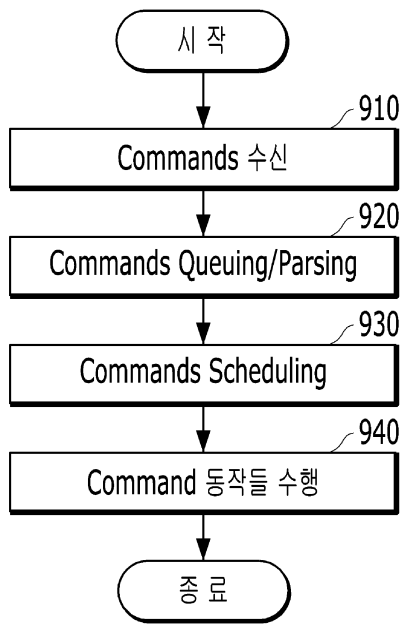 시 작
910
Commands 수신
920
Commands Queuing/Parsing
930
Commands Scheduling
940
Command 동작들 수행
종 료